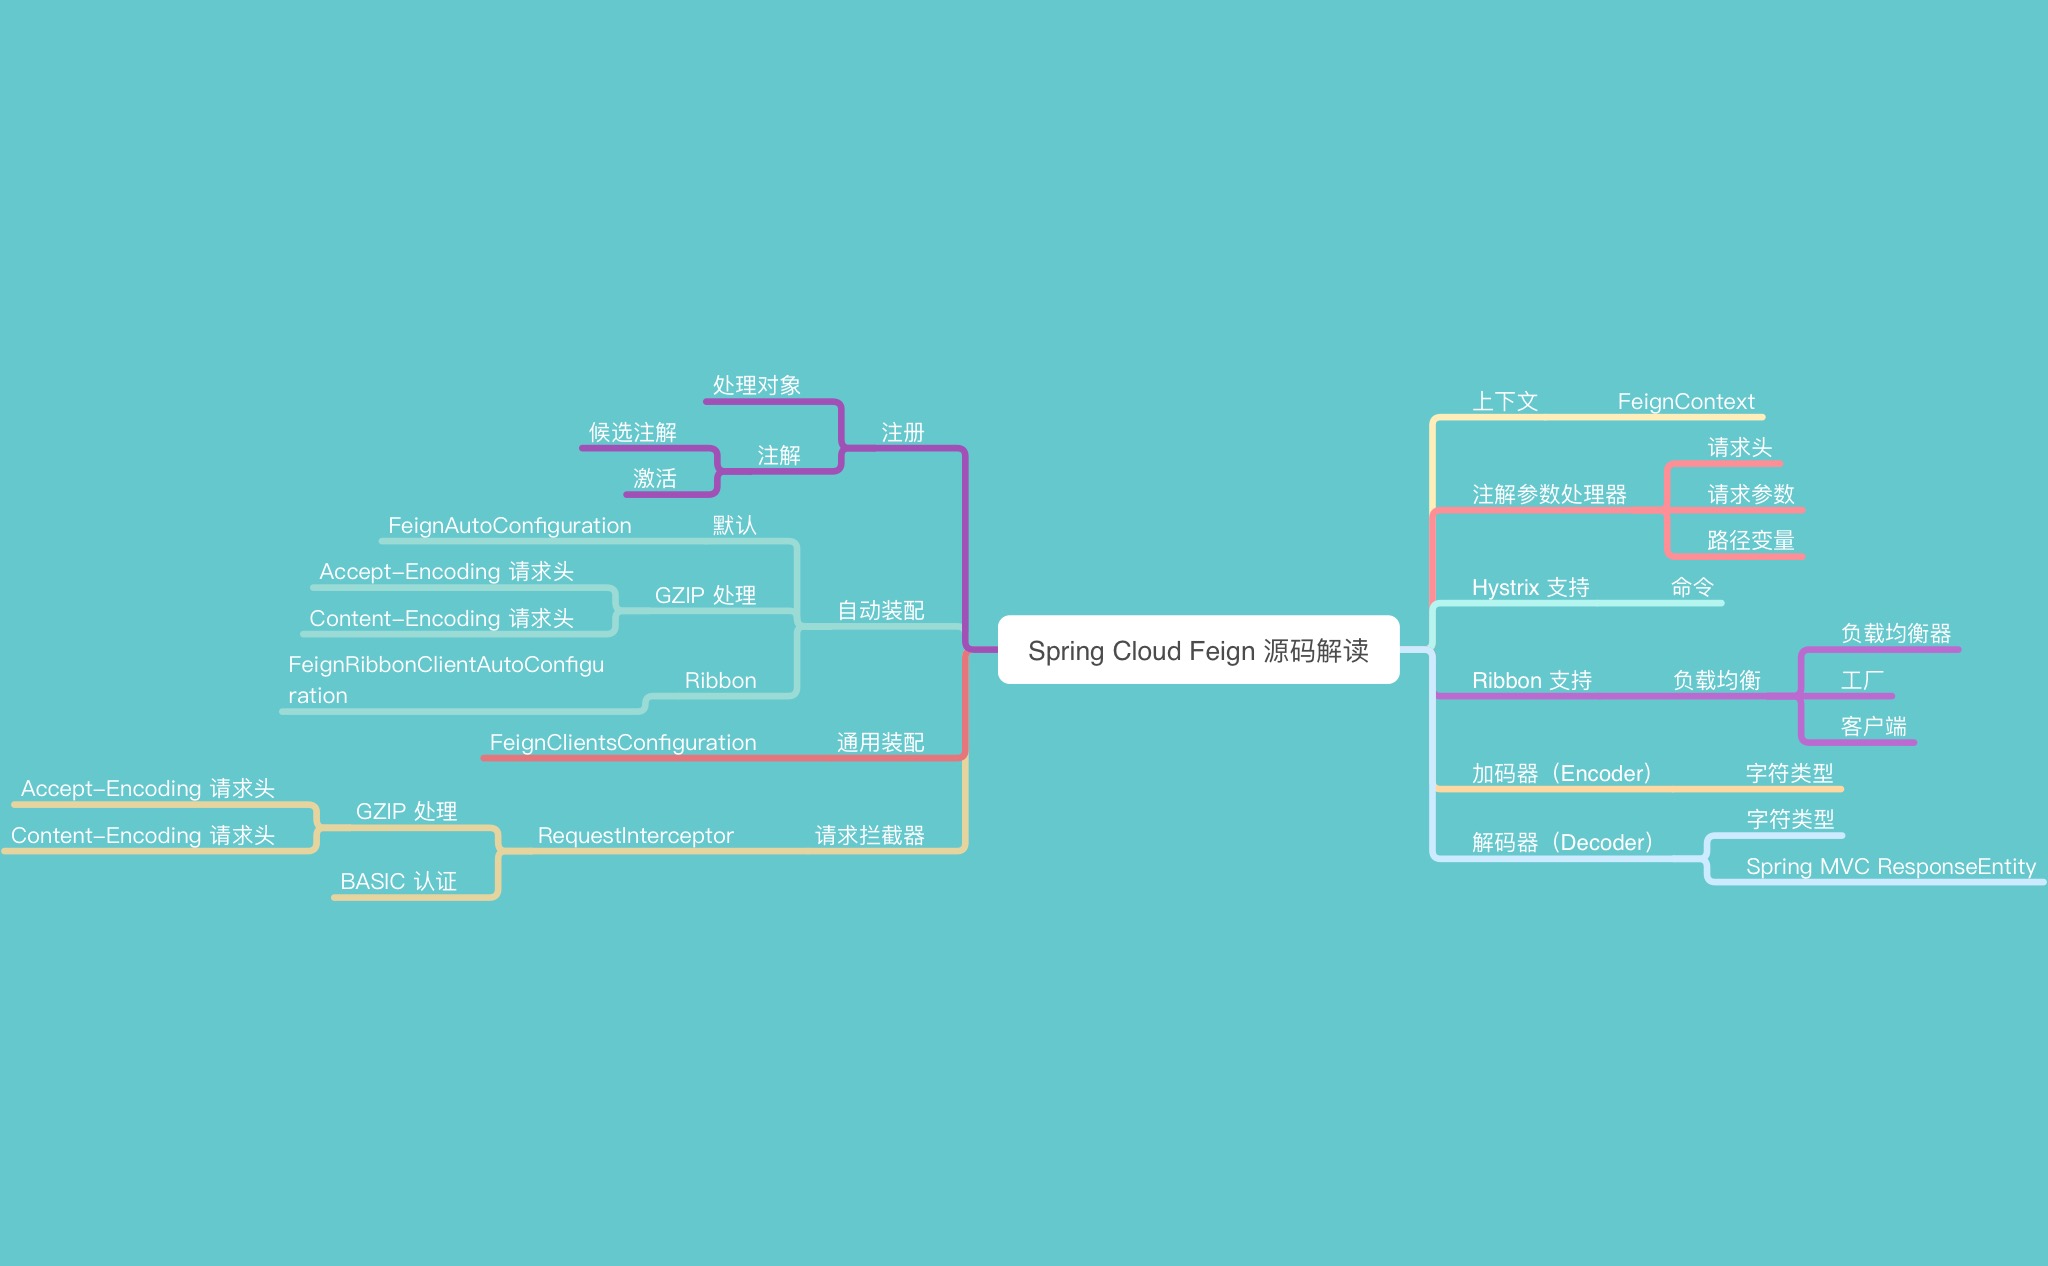 Spring Cloud Feign 源码解读
上下文
FeignContext
注解参数处理器
请求头
请求参数
路径变量
Hystrix 支持
命令
Ribbon 支持
负载均衡
负载均衡器
工厂
客户端
加码器（Encoder）
字符类型
解码器（Decoder）
字符类型
Spring MVC ResponseEntity
注册
处理对象
注解
候选注解
激活
自动装配
默认
FeignAutoConfiguration
GZIP 处理
Accept-Encoding 请求头
Content-Encoding 请求头
Ribbon
FeignRibbonClientAutoConfigu
ration
通用装配
FeignClientsConfiguration
请求拦截器
RequestInterceptor
GZIP 处理
Accept-Encoding 请求头
Content-Encoding 请求头
BASIC 认证